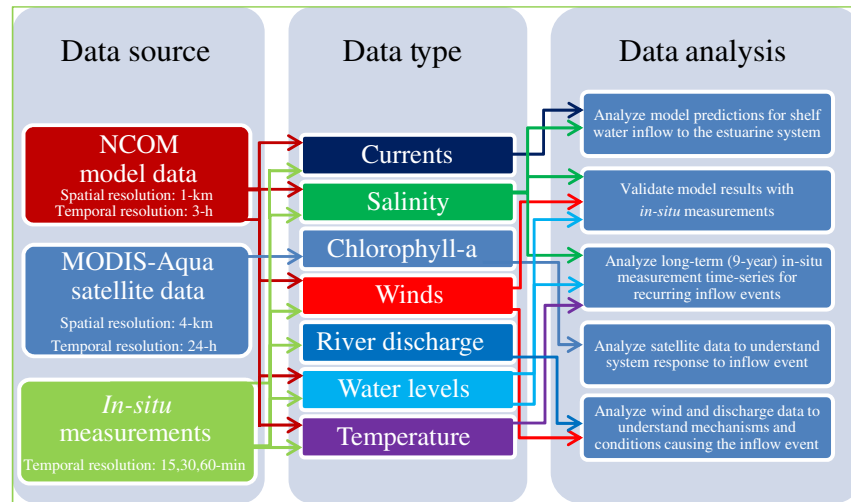 Data source
NCOM
model data
Spatial resolution: 1-km
Temporal resolution: 3-h
MODIS-Aqua
satellite data
Spatial resolution: 4-km
Temporal resolution: 24-h
In-situ
measurements
Temporal resolution: 15,30,60-min
Data type
Currents
Salinity
Chlorophyll-a
Winds
River discharge
Water levels
Temperature
Data analysis
Analyze model predictions for shelf
water inflow to the estuarine system
Validate model results with
in-situ measurements
Analyze long-term (9-year) in-situ
measurement time-series for
recurring inflow events
Analyze satellite data to understand
system response to inflow event
Analyze wind and discharge data to
understand mechanisms and
conditions causing the inflow event